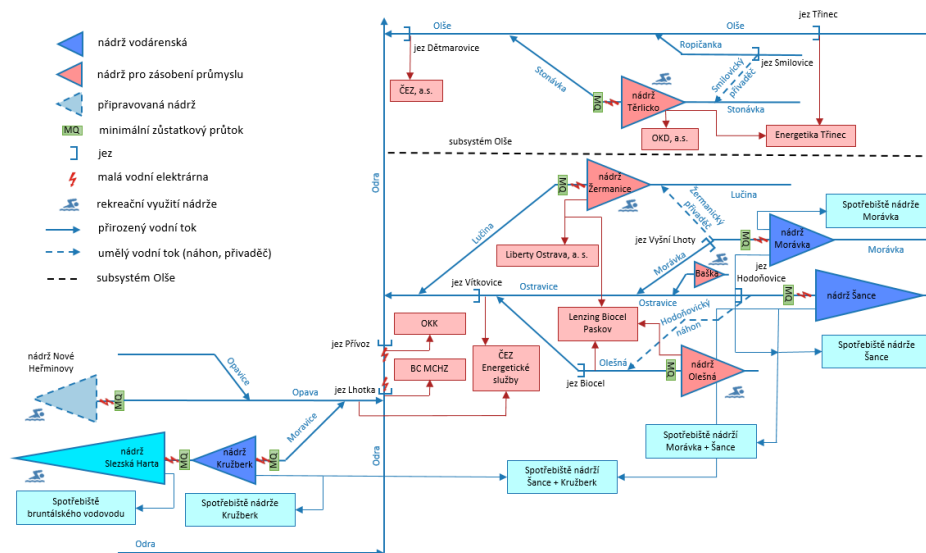 nádrž vodárenská
nádrž pro zásobení průmyslu
připravovaná nádrž
MQ
minimální zůstatkový průtok
jez
malá vodní elektrárna
rekreační využití nádrže
přirozený vodní tok
umělý vodní tok (náhon, přivaděč)
subsystém Olše
Olše
Olše
jez Třinec
jez Dětmarovice
Ropičanka
jez Smilovice
Smilovický
přivaděč
ČEZ, a.s.
Stonávka
MQ
nádrž
Těrlicko
Stonávka
OKD, a.s.
Energetika Třinec
subsystém Olše
Odra
MQ
nádrž
Žermanice
Lučina
Žermanický
přivaděč
Spotřebiště nádrže
Morávka
Lučina
jez Vyšní Lhoty
MQ
nádrž
Morávka
Morávka
Liberty Ostrava, a. s.
Morávka
Baška
jez
Hodoňovice
jez Vítkovice
Ostravice
Ostravice
MQ
nádrž Šance
Hodoňovický
náhon
OKK
Lenzing Biocel
Paskov
jez Přívoz
nádrž Nové
Heřminovy
Opavice
BC MCHZ
ČEZ
Energetické
služby
Olešná
MQ
nádrž
Olešná
Spotřebiště nádrže
Šance
jez Biocel
jez Lhotka
MQ
Opava
Moravice
nádrž
Slezská Harta
MQ
nádrž
Kružberk
MQ
Odra
Spotřebiště nádrží
Morávka + Šance
Spotřebiště nádrží
Šance + Kružberk
Spotřebiště
bruntálského vodovodu
Spotřebiště nádrže
Kružberk
Odra